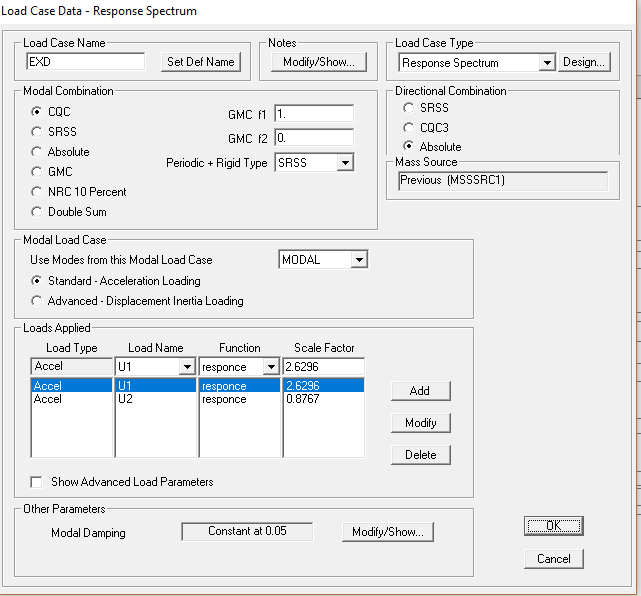 Load Case Data - Response Spectrum
Load Case Name
EXD
Set Def Name
Notes
Modify/Show...
Load Case Type
Response Spectrum
Design...
Modal Combination
CQC
SRSS
Absolute
GMC
NRC 10 Percent
Double Sum
GMC f1
1.
GMC f2
0.
Periodic + Rigid Type
SRSS
Directional Combination
SRSS
CQC3
Absolute
Mass Source
Previous (MSSSRC1)
Modal Load Case
Use Modes from this Modal Load Case
MODAL
Standard - Acceleration Loading
Advanced - Displacement Inertia Loading
Loads Applied
Load Type Load Name Function Scale Factor
Accel U1 responce 2.6296
Accel U1 responce 2.6296
Accel U2 responce 0.8767
Add
Modify
Delete
Show Advanced Load Parameters
Other Parameters
Modal Damping
Constant at 0.05
Modify/Show...
OK
Cancel